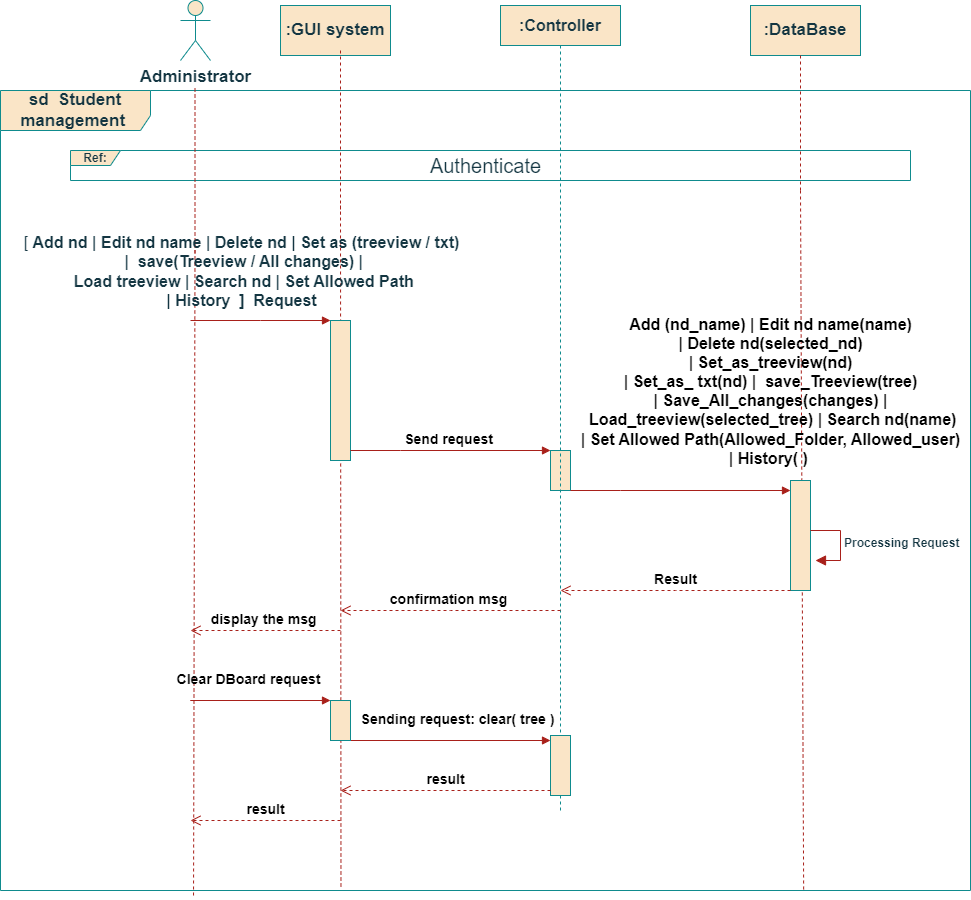 :GUI system
:Controller
:DataBase
Administrator
sd  Student
management
Ref:
Authenticate
[ Add nd | Edit nd name | Delete nd | Set as (treeview / txt)
|  save(Treeview / All changes) |
Load treeview | Search nd | Set Allowed Path
| History  ]  Request
Add (nd_name) | Edit nd name(name)
| Delete nd(selected_nd)
| Set_as_treeview(nd)
| Set_as_ txt(nd) |  save_Treeview(tree)
| Save_All_changes(changes) |
Load_treeview(selected_tree) | Search nd(name)
| Set Allowed Path(Allowed_Folder, Allowed_user)
| History( )
Send request
Processing Request
Result
confirmation msg
display the msg
Clear DBoard request
Sending request: clear( tree )
result
result